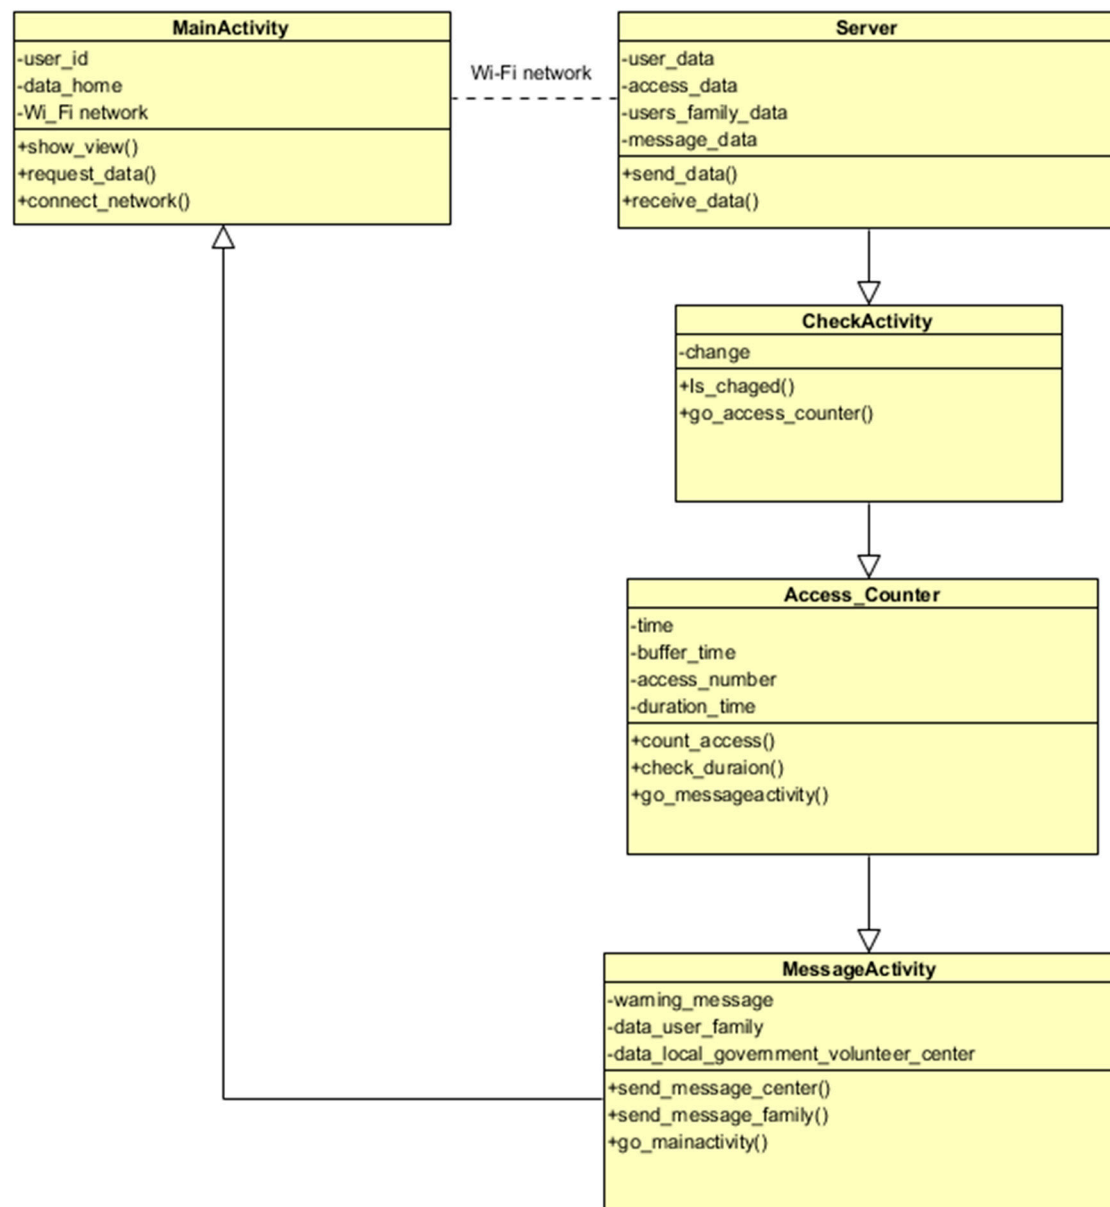 MainActivity
-user_id
-data_home
-Wi_Fi network
+show_view()
+request_data()
+connect_network()
Wi-Fi network
Server
-user_data
-access_data
-users_family_data
-message_data
+send_data()
+receive_data()
CheckActivity
-change
+Is_chaged()
+go_access_counter()
Access_Counter
-time
-buffer_time
-access_number
-duration_time
+count_access()
+check_duraion()
+go_messageactivity()
MessageActivity
-warning_message
-data_user_family
-data_local_government_volunteer_center
+send_message_center()
+send_message_family()
+go_mainactivity()